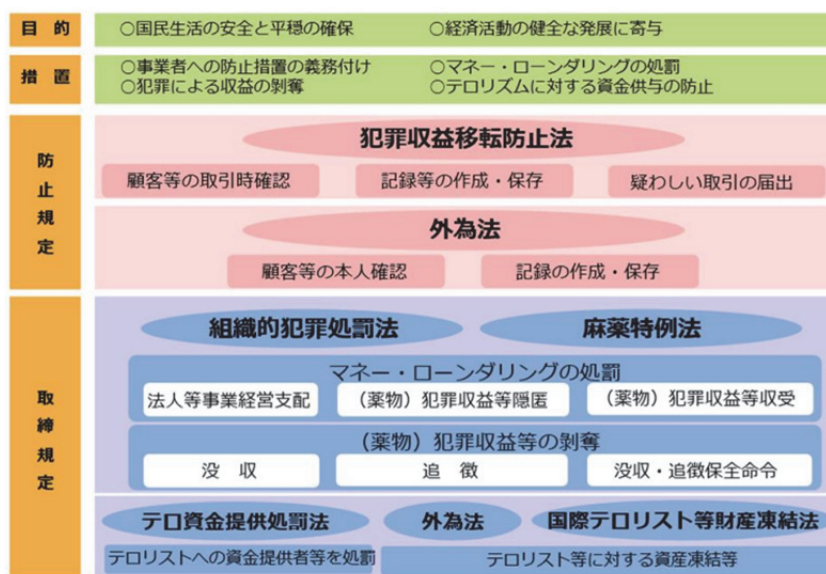 目 的
○国民生活の安全と平穏の確保 ○経済活動の健全な発展に寄与
措 置
○事業者への防止措置の義務付け ○マネー・ローンダリングの処罰
○犯罪による収益の剝奪 ○テロリズムに対する資金供与の防止
防止規定
犯罪収益移転防止法
顧客等の取引時確認 記録等の作成・保存 疑わしい取引の届出
外為法
顧客等の本人確認 記録の作成・保存
取締規定
組織的犯罪処罰法 麻薬特例法
マネー・ローンダリングの処罰
法人等事業経営支配 (薬物)犯罪収益等隠匿 (薬物)犯罪収益等収受
(薬物)犯罪収益等の剝奪
没 収 追 徴 没収・追徴保全命令
テロ資金提供処罰法 外為法 国際テロリスト等財産凍結法
テロリストへの資金提供者等を処罰 テロリスト等に対する資産凍結等